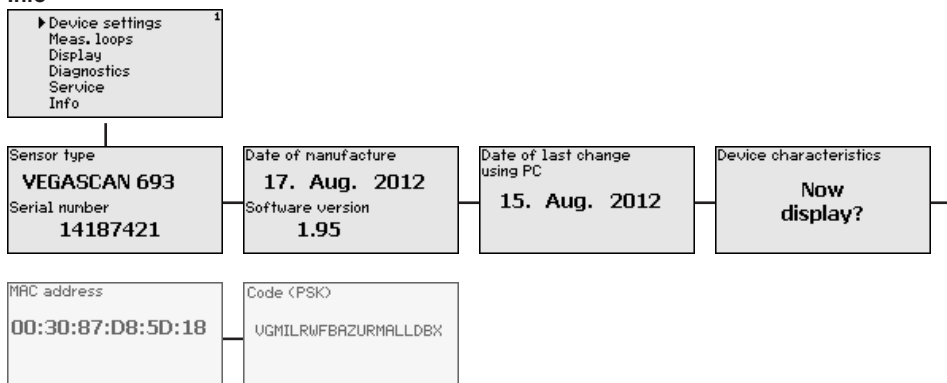 Info
Device settings
1
Meas. loops
Display
Diagnostics
Service
Info
Sensor type
VEGASCAN 693
Serial number
14187421
Date of manufacture
17. Aug. 2012
Software version
1.95
Date of last change
using PC
15. Aug. 2012
Device characteristics
Now
display?
MAC address
00:30:87:D8:5D:18
Code (PSK)
VGMILRWFBAZURMALLDBX